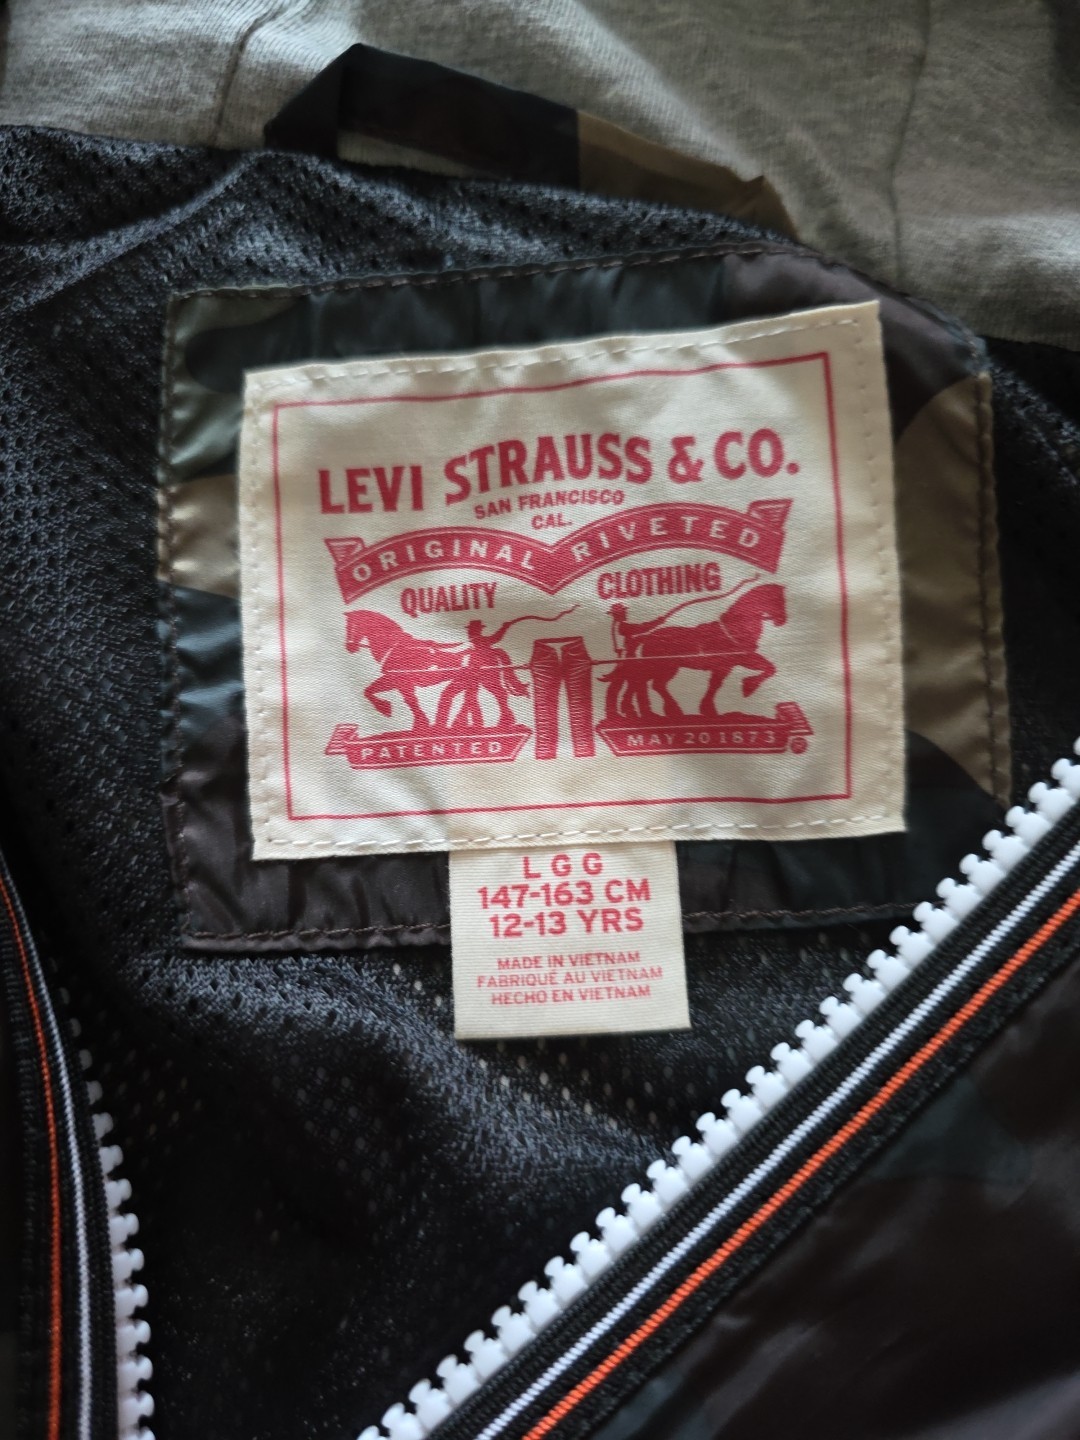 LEVI STRAUSS & CO.
SAN FRANCISCO
CAL.
ORIGINAL RIVETED
QUALITY CLOTHING
PATENTED MAY 20 1873 ®
L G G
147-163 CM
12-13 YRS
MADE IN VIETNAM
FABRIQUÉ AU VIETNAM
HECHO EN VIETNAM